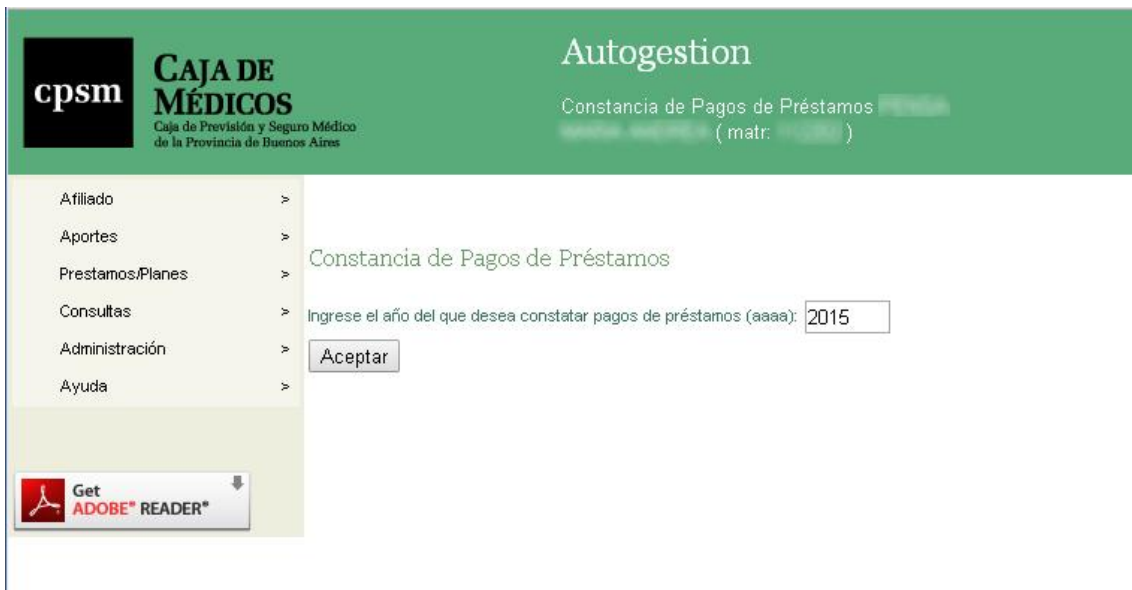 cpsm
CAJA DE
MÉDICOS
Caja de Previsión y Seguro Médico
de la Provincia de Buenos Aires
Autogestion
Constancia de Pagos de Préstamos
( matr: )
Afiliado >
Aportes >
Prestamos/Planes >
Consultas >
Administración >
Ayuda >
Constancia de Pagos de Préstamos
Ingrese el año del que desea constatar pagos de préstamos (aaaa): 2015
Aceptar
Get
ADOBE® READER®